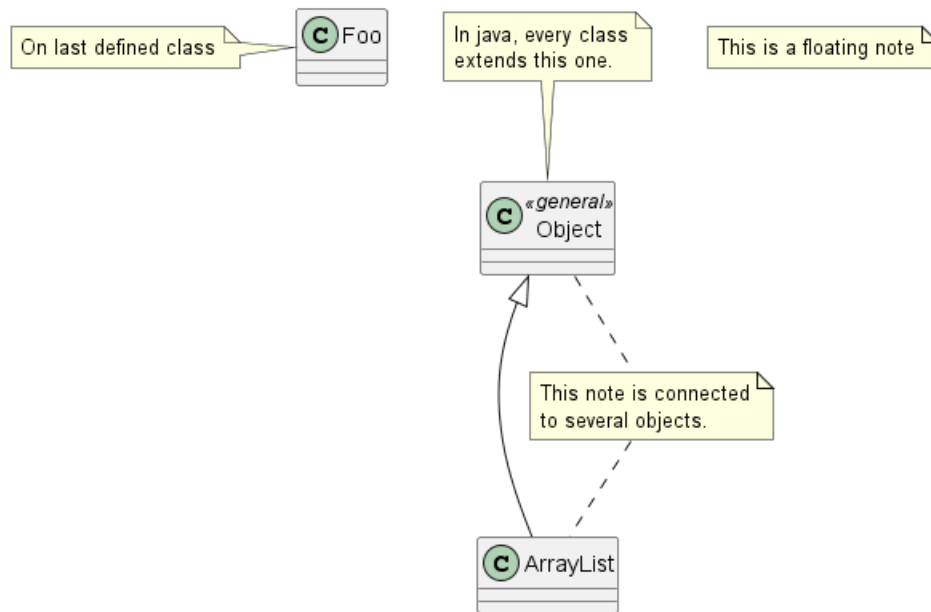 On last defined class
C Foo
In java, every class
extends this one.
This is a floating note
C «general»
Object
This note is connected
to several objects.
C ArrayList